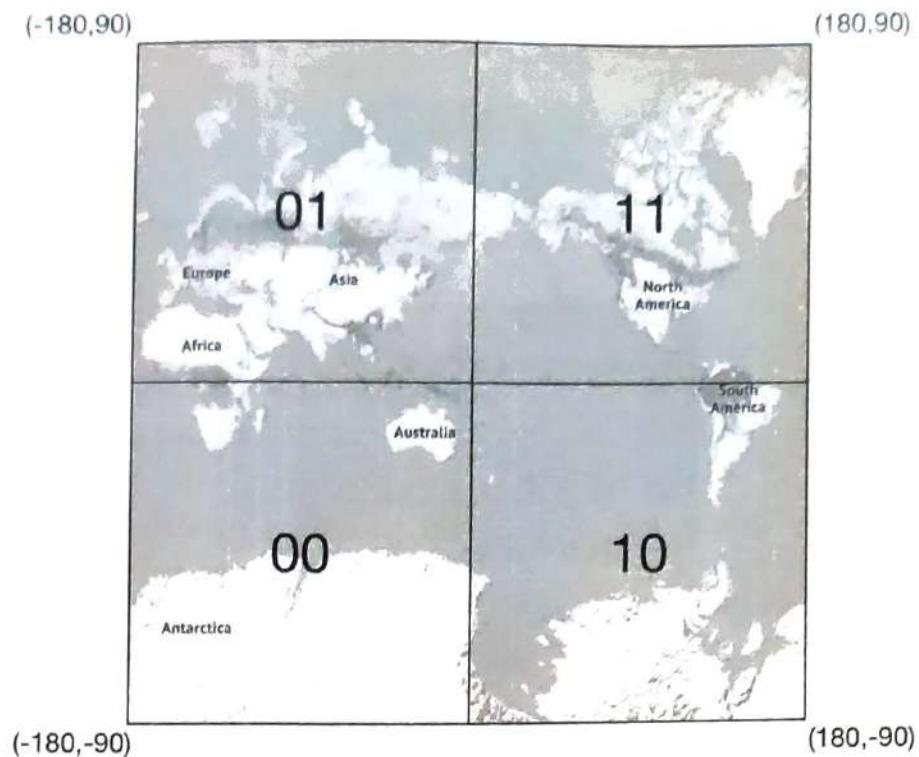 (-180,90)
(180,90)
01
11
Europe
Asia
North
America
Africa
South
America
Australia
00
10
Antarctica
(-180,-90)
(180,-90)